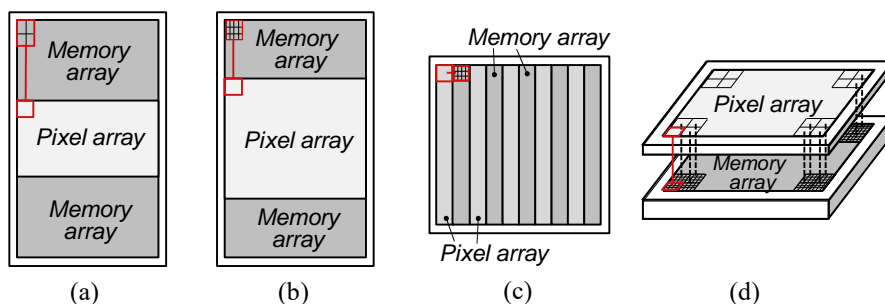 Memory
array
Pixel array
Memory
array
(a)
Memory
array
Pixel array
Memory
array
(b)
Memory array
Pixel array
(c)
Pixel array
Memory
array
(d)